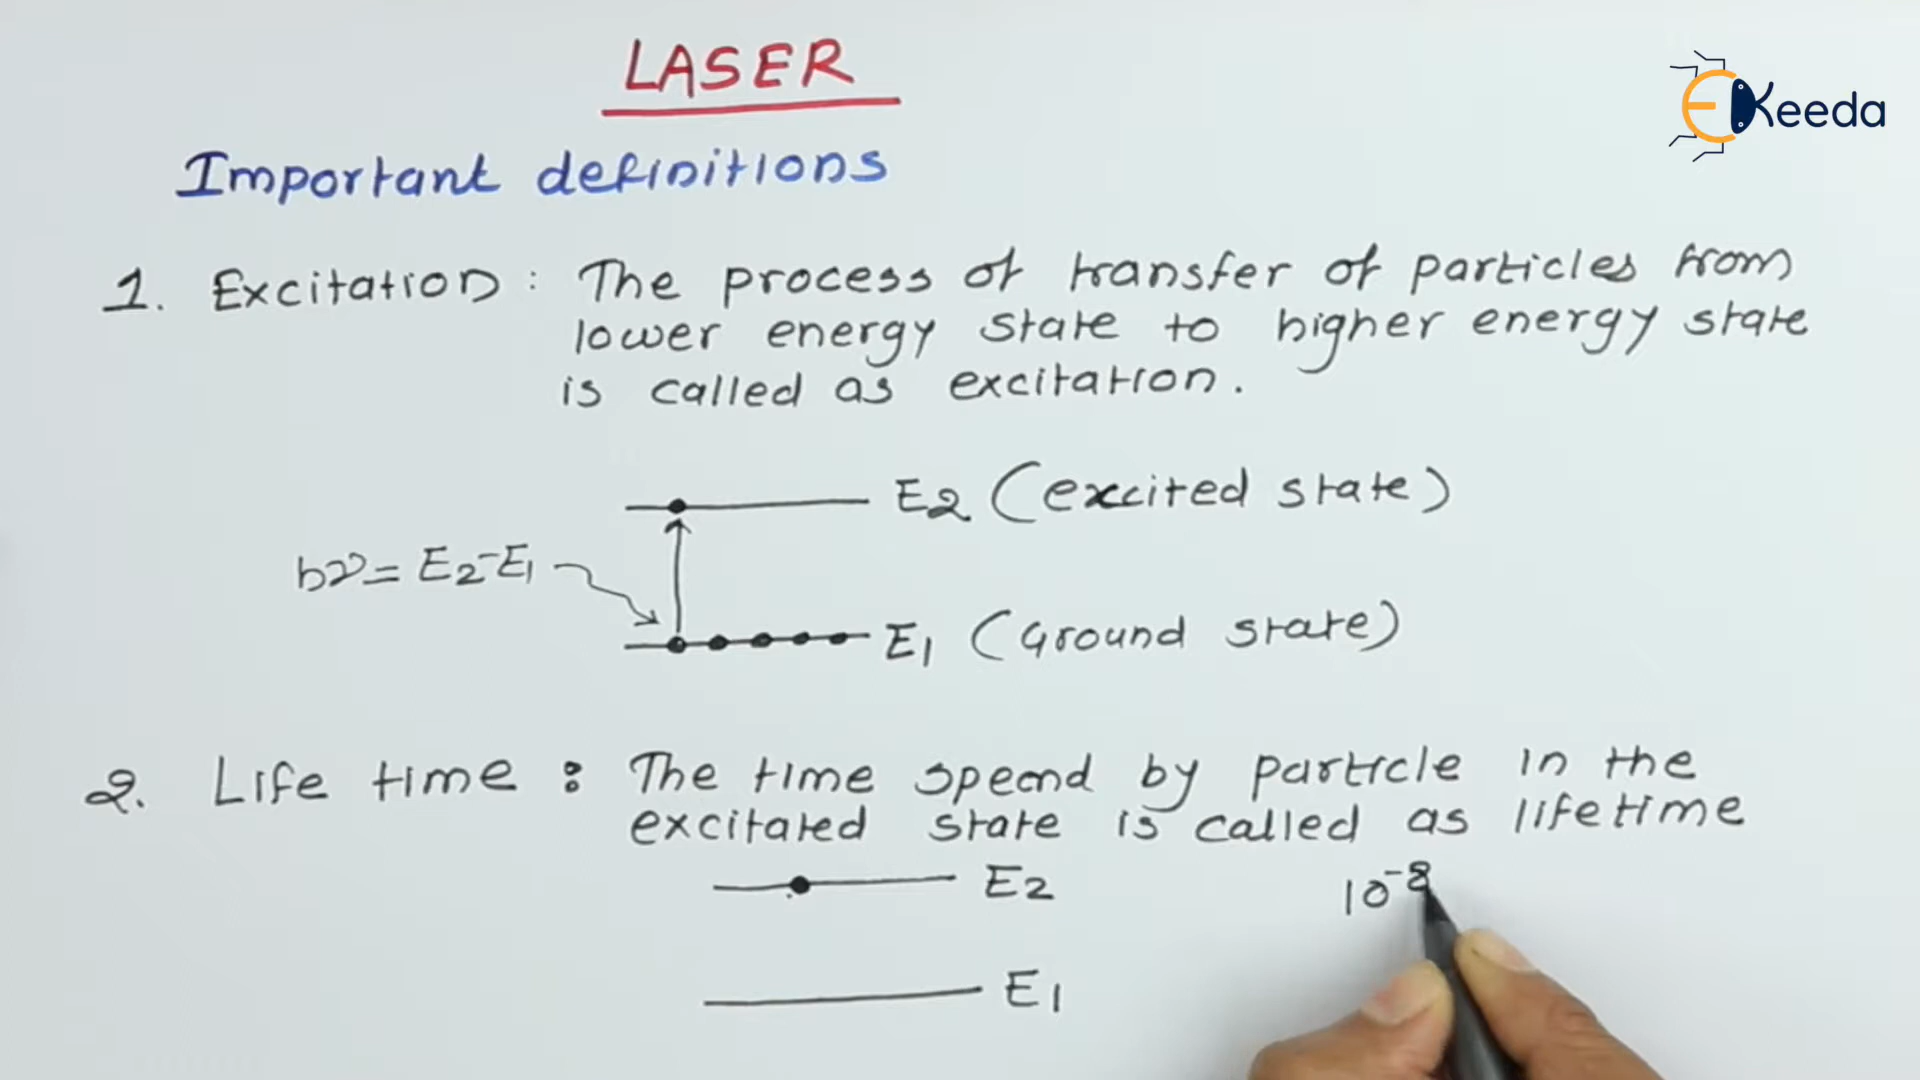 LASER
EKeeda
Important definitions
1. Excitation : The process of transfer of particles from
lower energy state to higher energy state
is called as excitation.
E2 (excited state)
hν = E2-E1
E1 (Ground state)
2. Life time : The time spend by particle in the
excitated state is called as lifetime
E2
10-8
E1